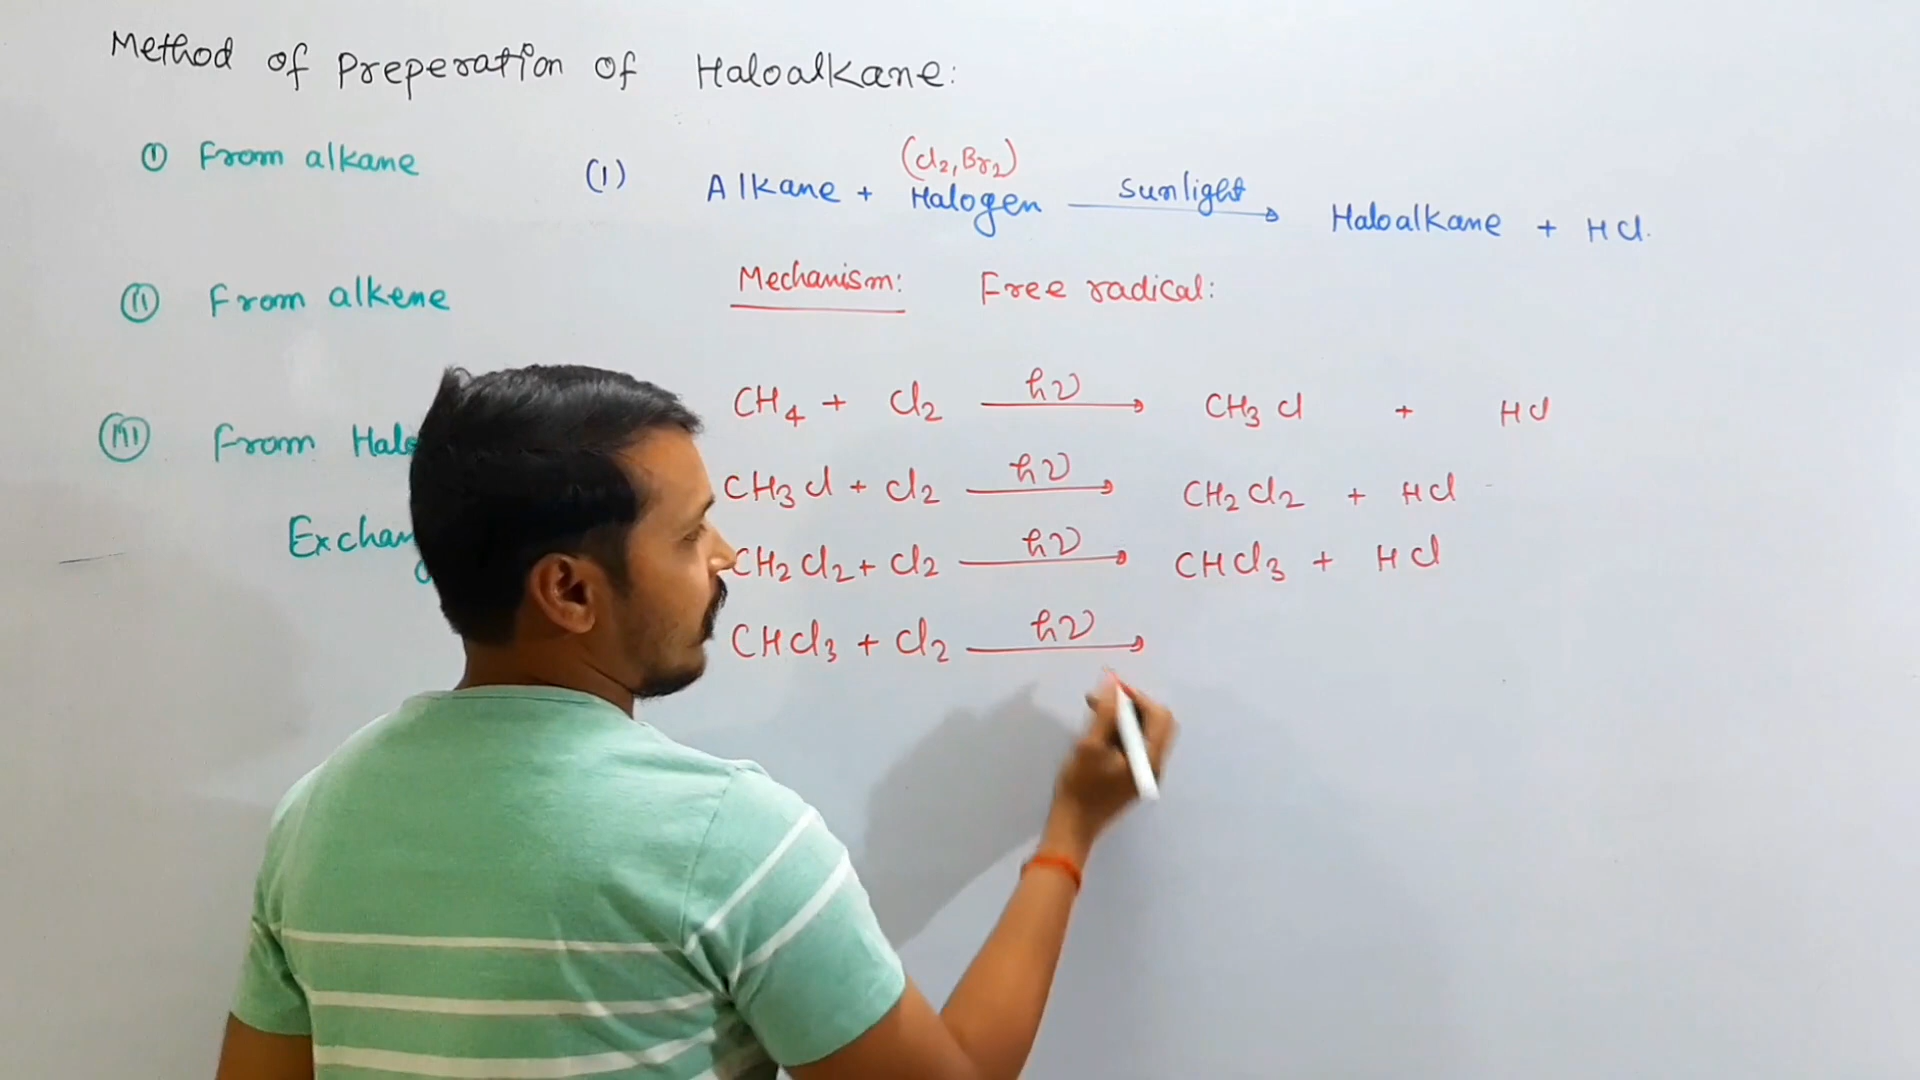 Method of Preperation of Haloalkane:
(I) From alkane
(II) From alkene
(III) From
(1) Alkane + Halogen (Cl2, Br2) sunlight → Haloalkane + HCl.
Mechanism: Free radical:
CH4 + Cl2 hν → CH3Cl + HCl
CH3Cl + Cl2 hν → CH2Cl2 + HCl
CH2Cl2 + Cl2 hν → CHCl3 + HCl
CHCl3 + Cl2 hν →